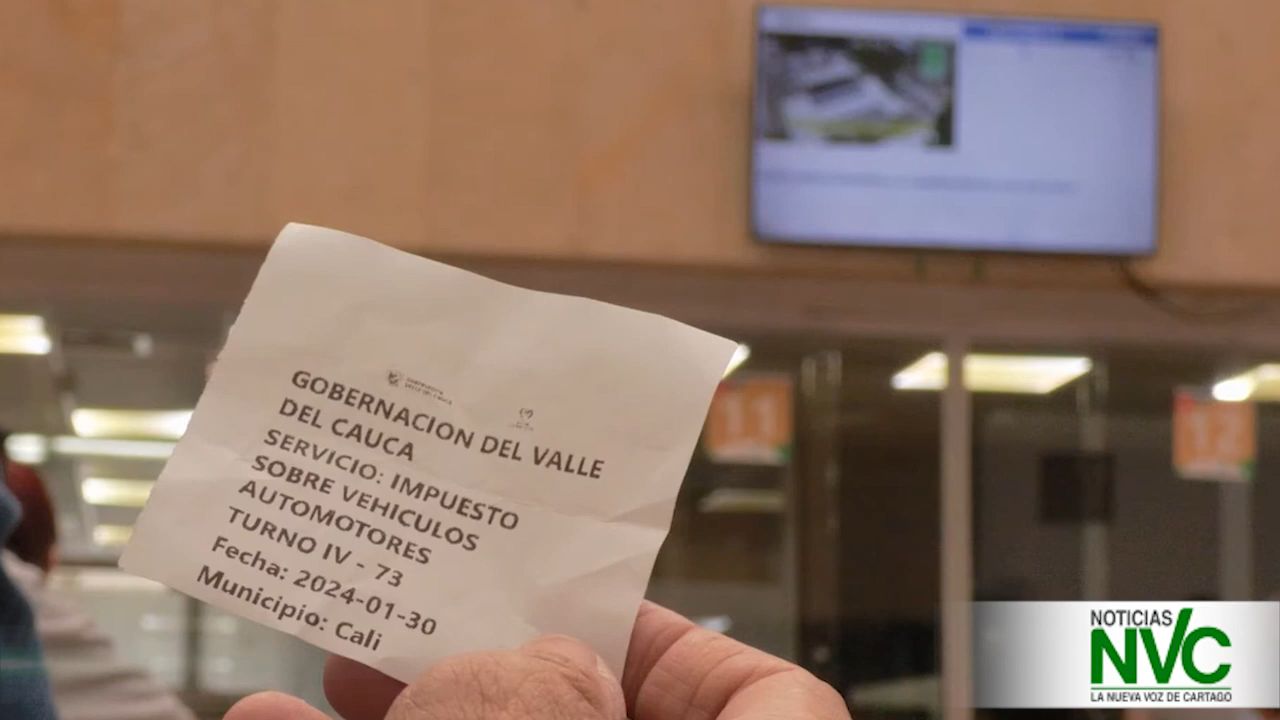 GOBERNACION DEL VALLE
DEL CAUCA
SERVICIO: IMPUESTO
SOBRE VEHICULOS
AUTOMOTORES
TURNO IV - 73
Fecha: 2024-01-30
Municipio: Cali
11
12
NOTICIAS
NVC
LA NUEVA VOZ DE CARTAGO